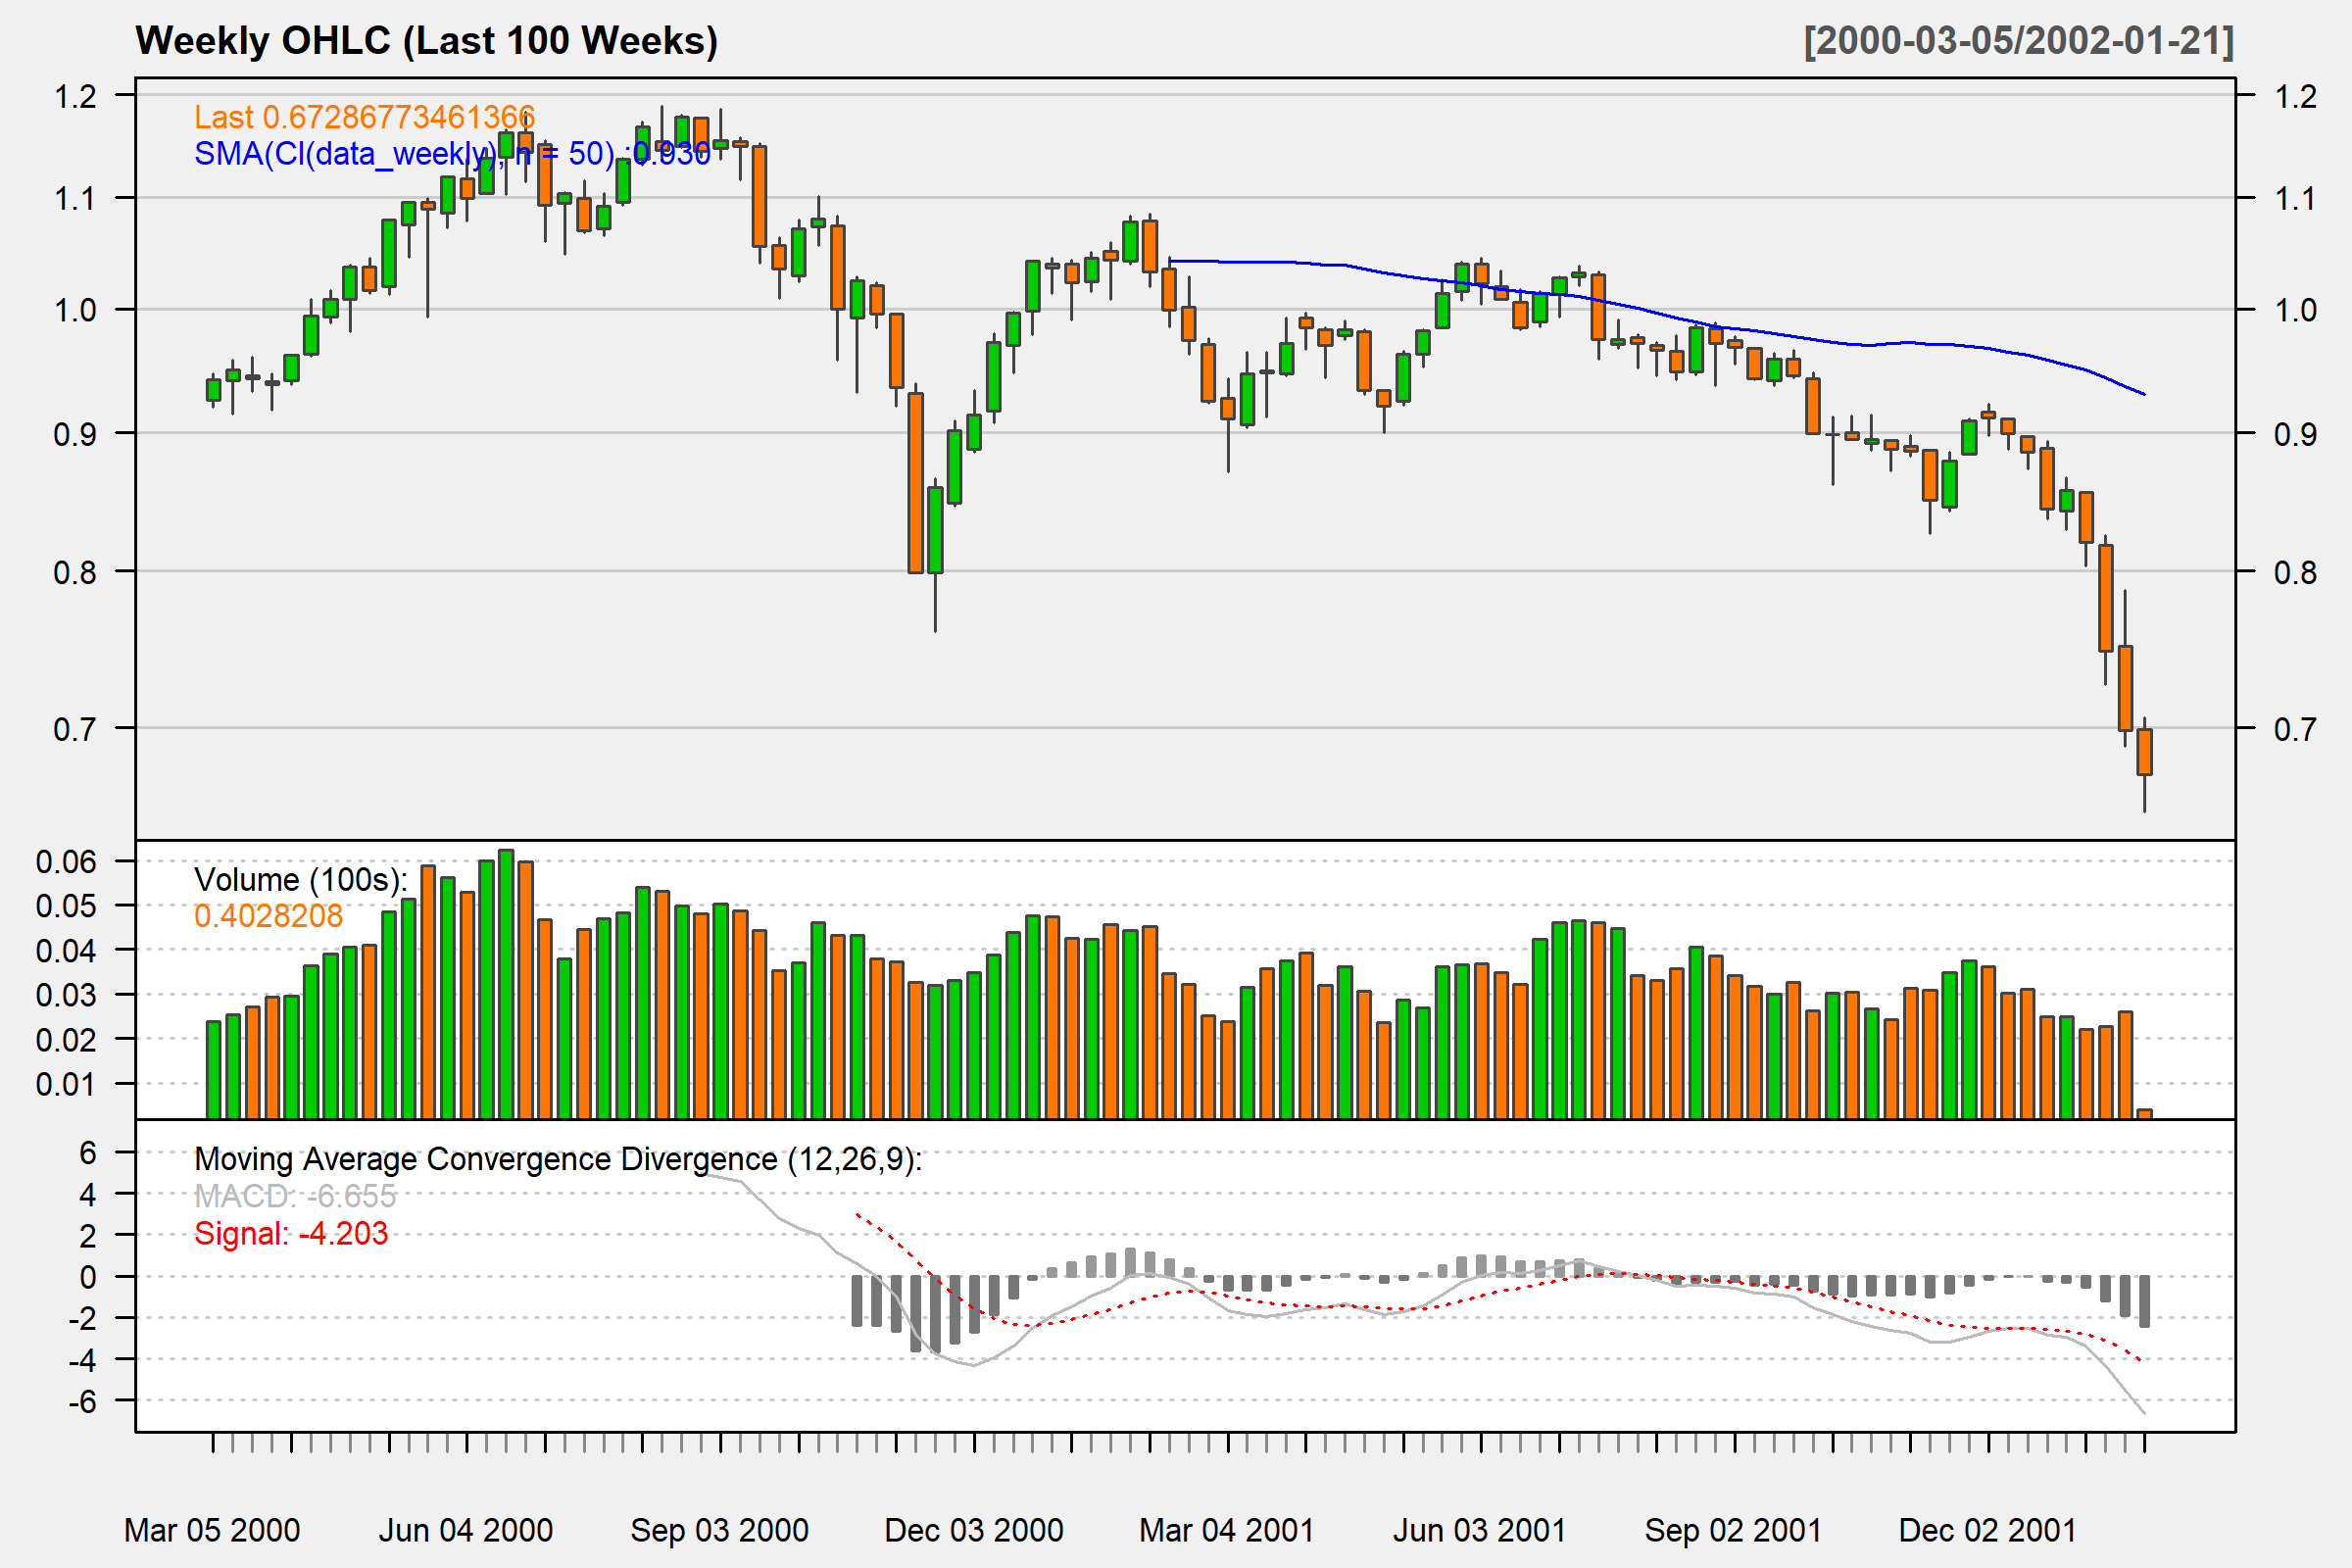 Weekly OHLC (Last 100 Weeks) [2000-03-05/2002-01-21]
1.2 1.2
Last 0.67286773461366
SMA(Cl(data_weekly), n = 50) :0.930
1.1 1.1
1.0 1.0
0.9 0.9
0.8 0.8
0.7 0.7
0.06
Volume (100s):
0.05
0.4028208
0.04
0.03
0.02
0.01
6
Moving Average Convergence Divergence (12,26,9):
4
MACD: -6.655
2
Signal: -4.203
0
-2
-4
-6
Mar 05 2000 Jun 04 2000 Sep 03 2000 Dec 03 2000 Mar 04 2001 Jun 03 2001 Sep 02 2001 Dec 02 2001